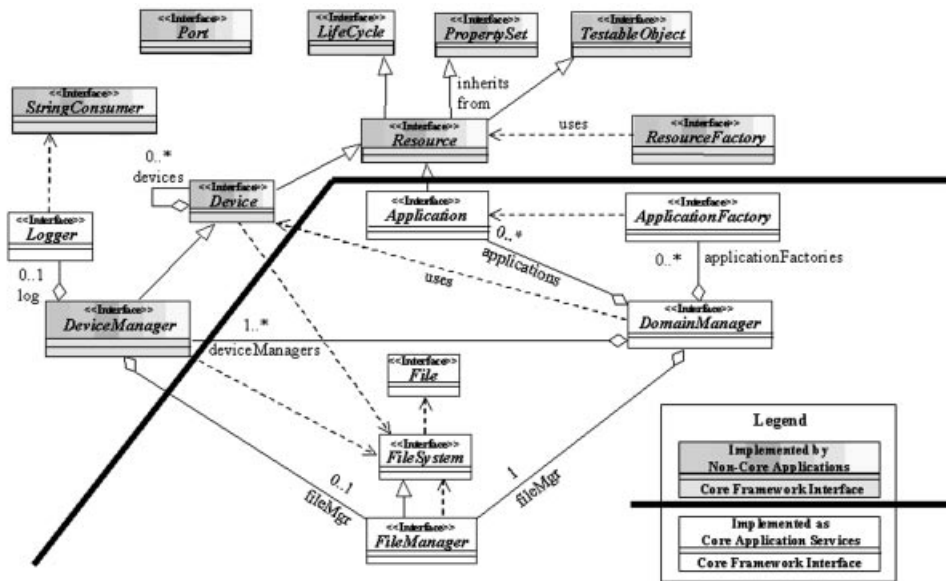 <<Interface>>
Port
<<Interface>>
LifeCycle
<<Interface>>
PropertySet
<<Interface>>
TestableObject
inherits
from
<<Interface>>
StringConsumer
<<Interface>>
Resource
uses
<<Interface>>
ResourceFactory
0..*
devices
<<Interface>>
Device
<<Interface>>
Application
<<Interface>>
ApplicationFactory
<<Interface>>
Logger
0..*
applications
0..*
applicationFactories
0..1
log
uses
<<Interface>>
DeviceManager
1..*
deviceManagers
<<Interface>>
DomainManager
<<Interface>>
File
<<Interface>>
FileSystem
0..1
fileMgr
1
fileMgr
<<Interface>>
FileManager
Legend
Implemented by
Non-Core Applications
Core Framework Interface
Implemented as
Core Application Services
Core Framework Interface